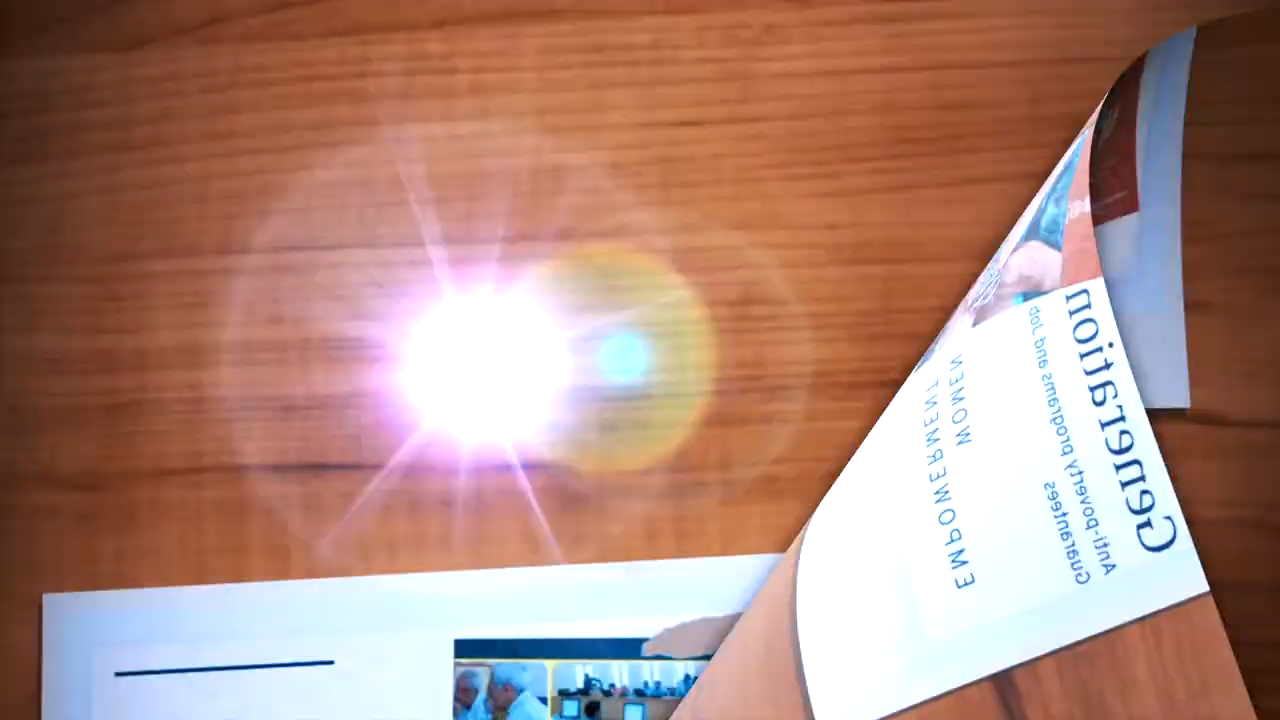 Generation
Anti-poverty programs and Job
Guarantees
WOMEN
EMPOWERMENT